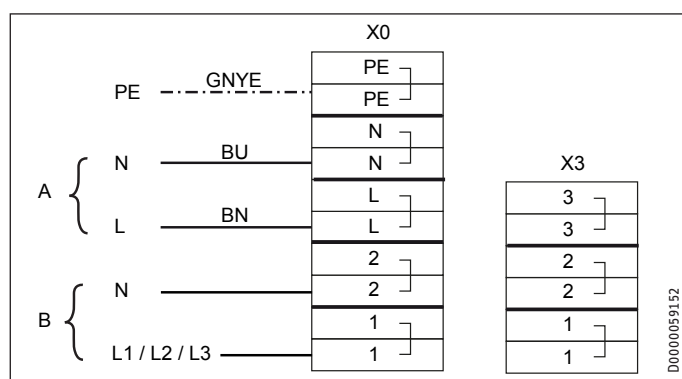 X0
PE
PE GNYE PE
N
A N BU N X3
L 3
L BN L 3
2 2
B N 2 2
1 1
L1 / L2 / L3 1 1
D0000059152